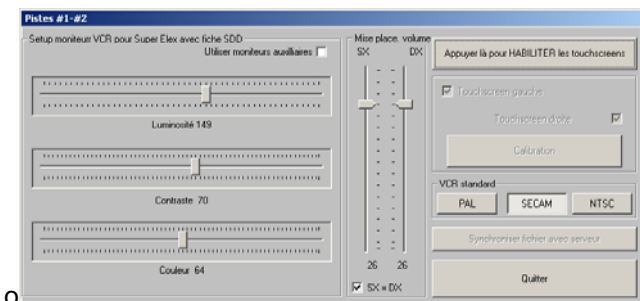 Pistes #1-#2
Setup moniteurs VCR pour Super Elex avec fiche SDD
Utiliser moniteurs auxiliaires
Luminosité 149
Contraste 70
Couleur 64
Mise place. volume
SX DX
26 26
SX = DX
Appuyer là pour HABILITER les touchscreens
Touchscreen gauche
Touchscreen droite
Calibration
VCR standard
PAL SECAM NTSC
Synchroniser fichier avec serveur
Quitter
o